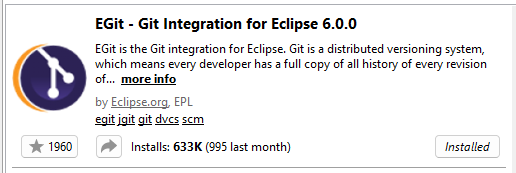 EGit - Git Integration for Eclipse 6.0.0
EGit is the Git integration for Eclipse. Git is a distributed versioning system,
which means every developer has a full copy of all history of every revision
of... more info
by Eclipse.org, EPL
egit jgit git dvcs scm
1960 Installs: 633K (995 last month) Installed